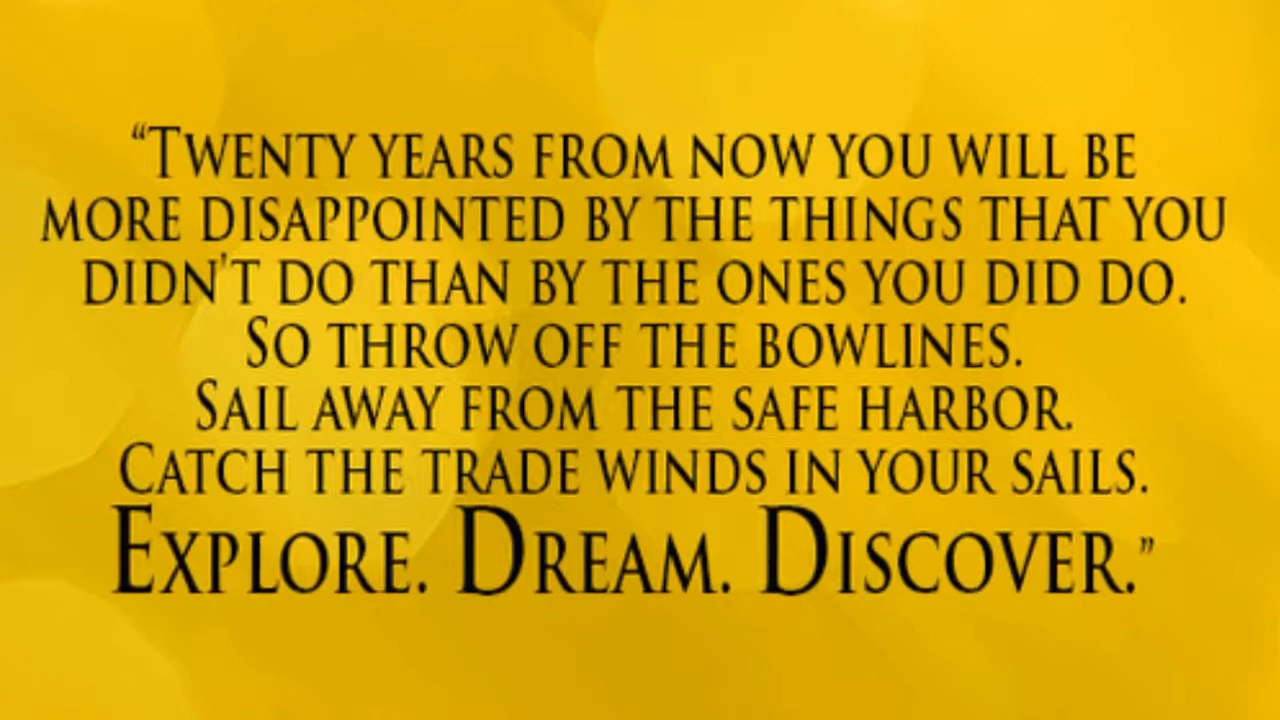 “Twenty years from now you will be
more disappointed by the things that you
didn't do than by the ones you did do.
So throw off the bowlines.
Sail away from the safe harbor.
Catch the trade winds in your sails.
Explore. Dream. Discover.”